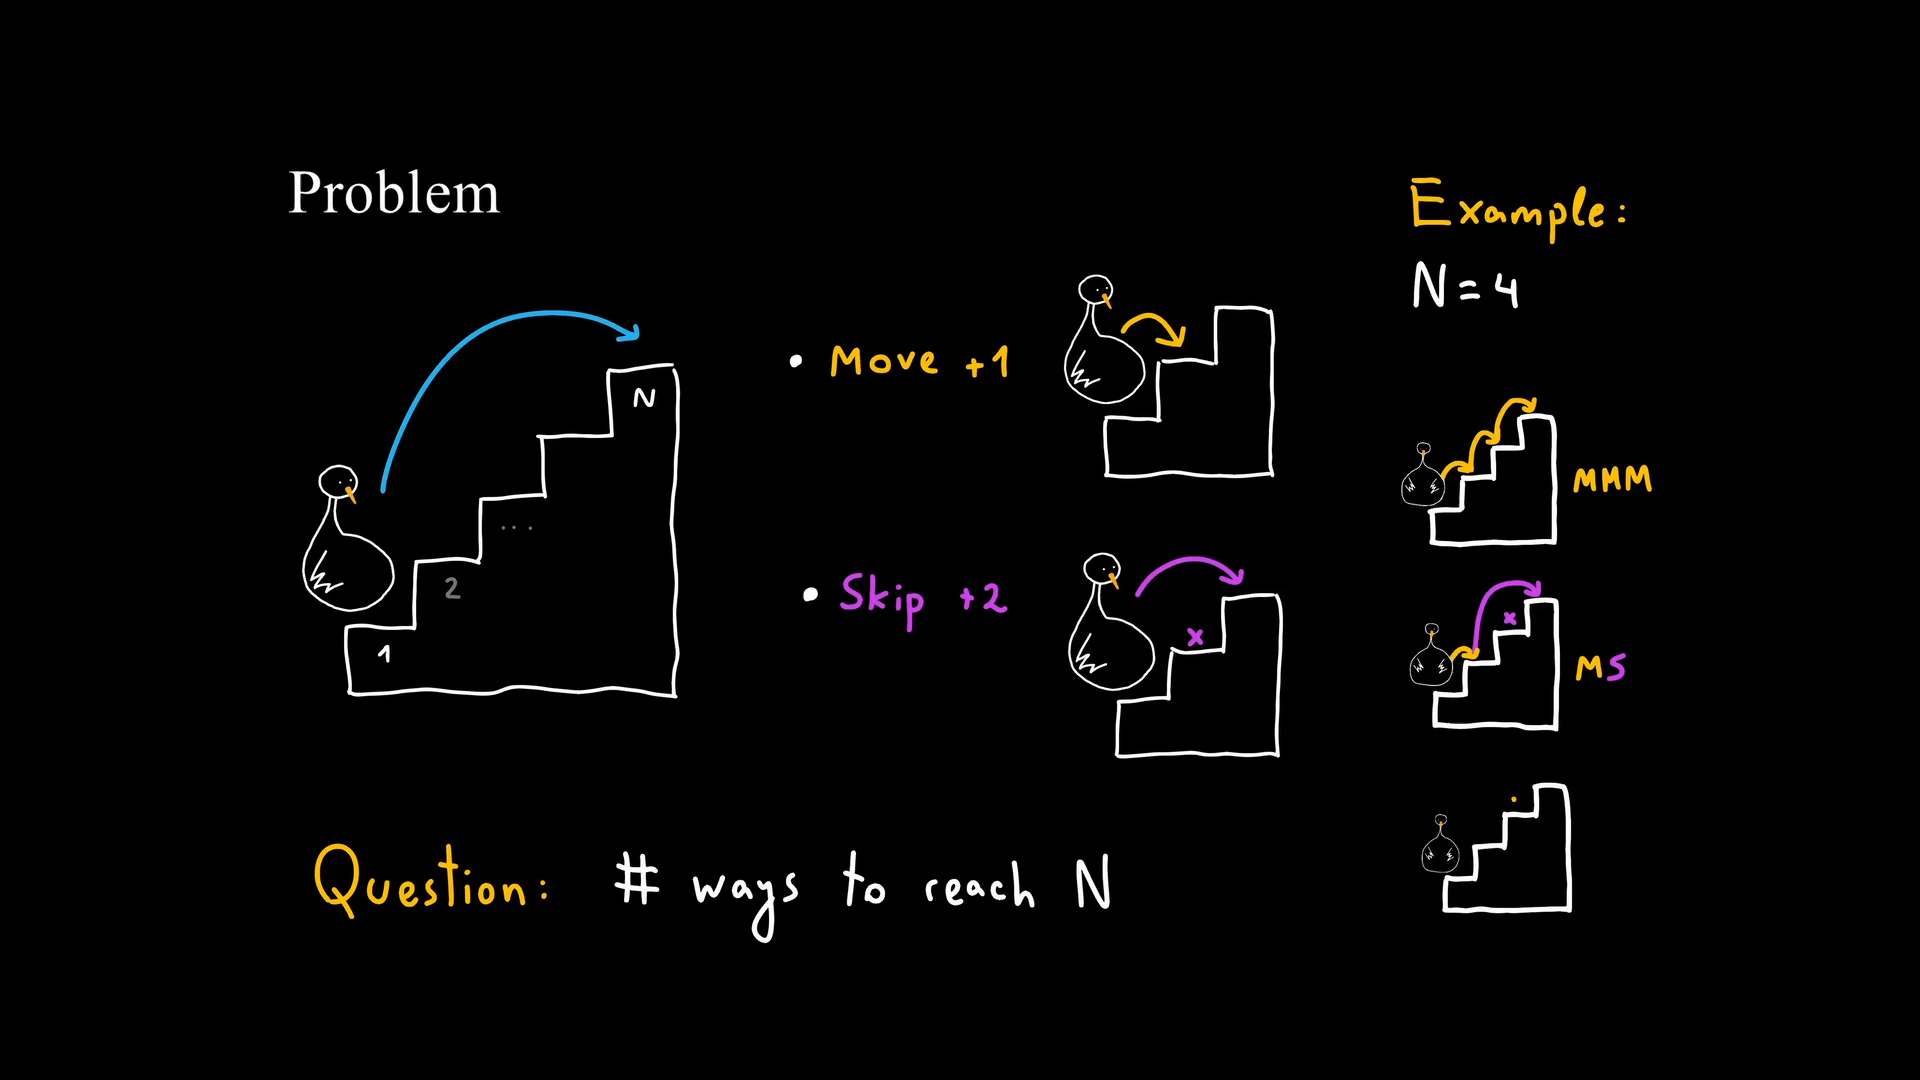 Problem
N
...
2
1
• Move +1
• Skip +2
x
Question: # ways to reach N
Example:
N = 4
MMM
x
MS